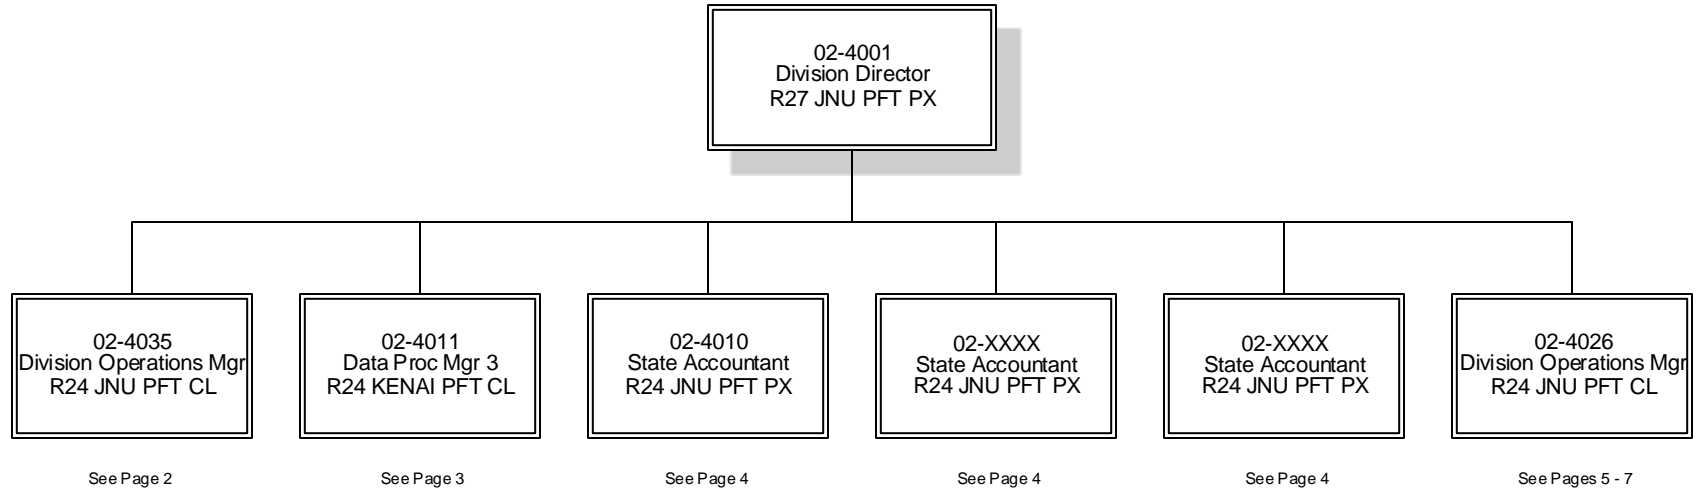 02-4001
Division Director
R27 JNU PFT PX
02-4035
Division Operations Mgr
R24 JNU PFT CL
02-4011
Data Proc Mgr 3
R24 KENAI PFT CL
02-4010
State Accountant
R24 JNU PFT PX
02-XXXX
State Accountant
R24 JNU PFT PX
02-XXXX
State Accountant
R24 JNU PFT PX
02-4026
Division Operations Mgr
R24 JNU PFT CL
See Page 2
See Page 3
See Page 4
See Page 4
See Page 4
See Pages 5 - 7